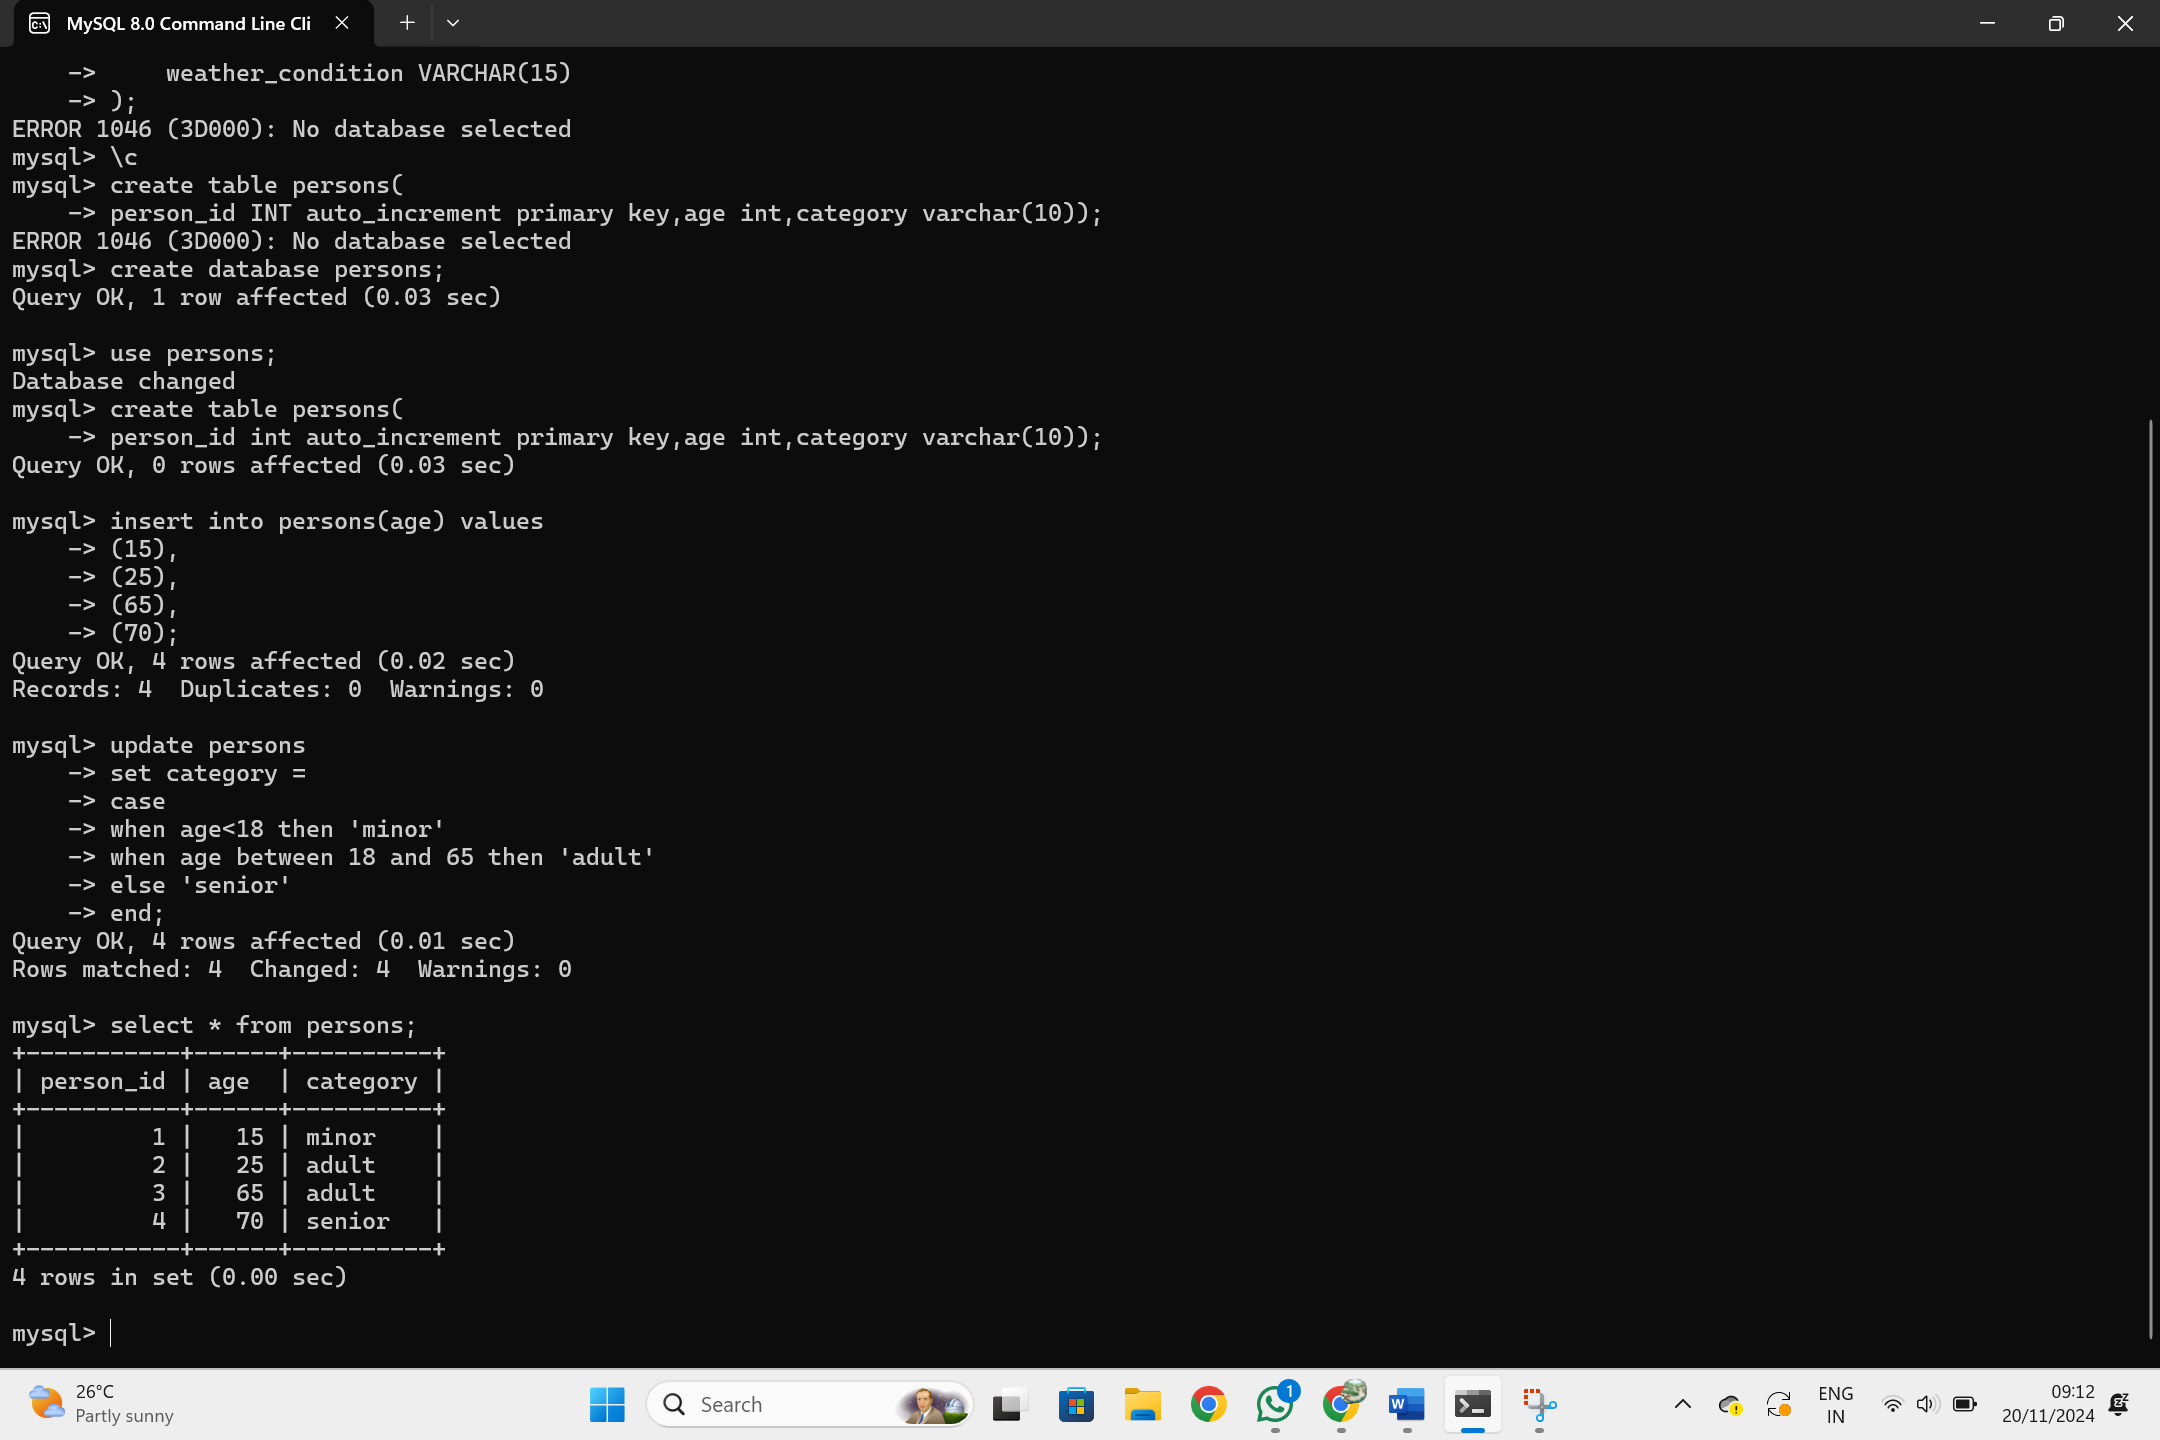 MySQL 8.0 Command Line Cli
    ->     weather_condition VARCHAR(15)
    -> );
ERROR 1046 (3D000): No database selected
mysql> \c
mysql> create table persons(
    -> person_id INT auto_increment primary key,age int,category varchar(10));
ERROR 1046 (3D000): No database selected
mysql> create database persons;
Query OK, 1 row affected (0.03 sec)

mysql> use persons;
Database changed
mysql> create table persons(
    -> person_id int auto_increment primary key,age int,category varchar(10));
Query OK, 0 rows affected (0.03 sec)

mysql> insert into persons(age) values
    -> (15),
    -> (25),
    -> (65),
    -> (70);
Query OK, 4 rows affected (0.02 sec)
Records: 4  Duplicates: 0  Warnings: 0

mysql> update persons
    -> set category =
    -> case
    -> when age<18 then 'minor'
    -> when age between 18 and 65 then 'adult'
    -> else 'senior'
    -> end;
Query OK, 4 rows affected (0.01 sec)
Rows matched: 4  Changed: 4  Warnings: 0

mysql> select * from persons;
+-----------+------+----------+
| person_id | age  | category |
+-----------+------+----------+
|         1 |   15 | minor    |
|         2 |   25 | adult    |
|         3 |   65 | adult    |
|         4 |   70 | senior   |
+-----------+------+----------+
4 rows in set (0.00 sec)

mysql>
26°C
Partly sunny
Search
1
W
ENG
IN
09:12
20/11/2024